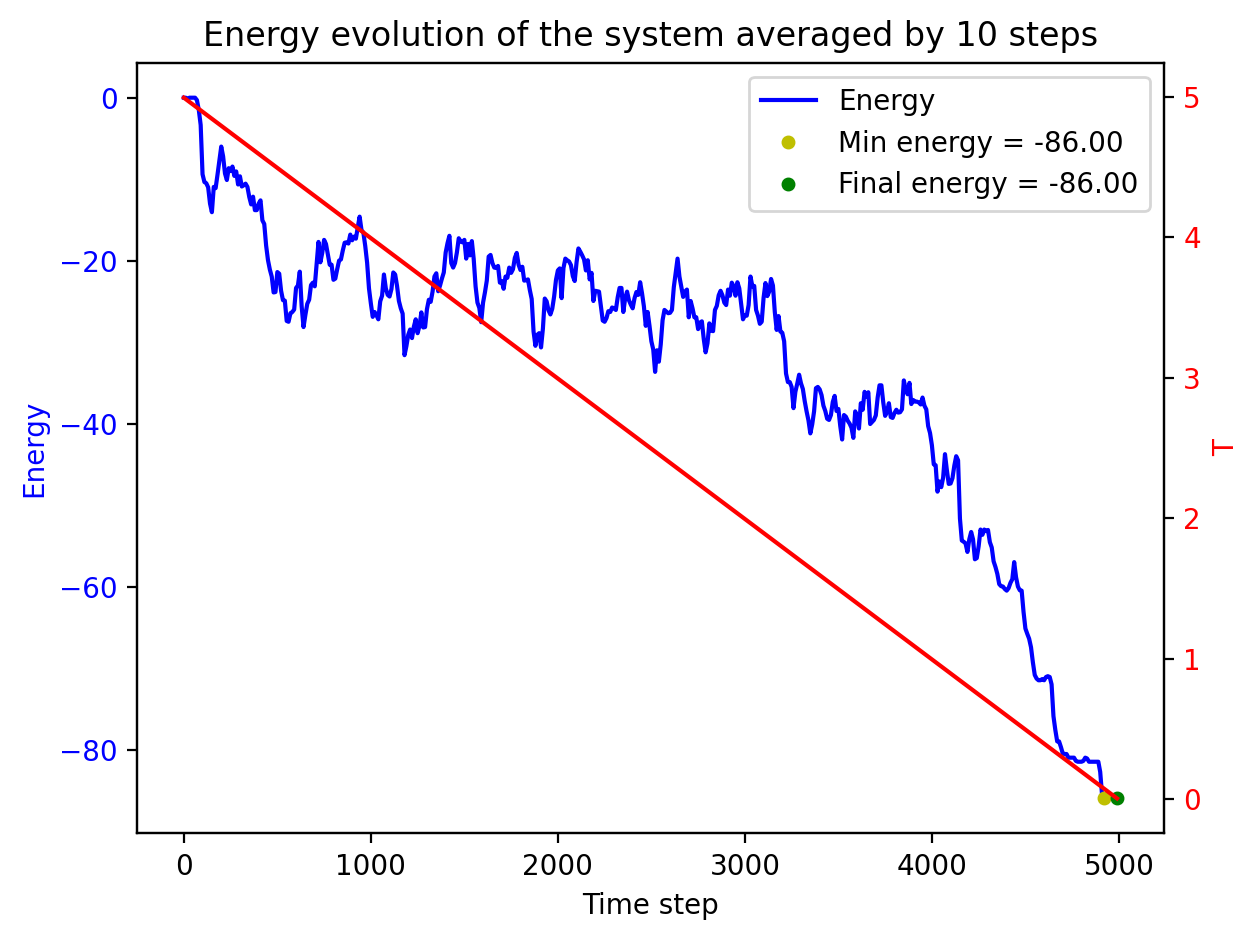 Energy evolution of the system averaged by 10 steps
Energy
Min energy = -86.00
Final energy = -86.00
0
−20
−40
−60
−80
Energy
5
4
3
2
1
0
T
0
1000
2000
3000
4000
5000
Time step